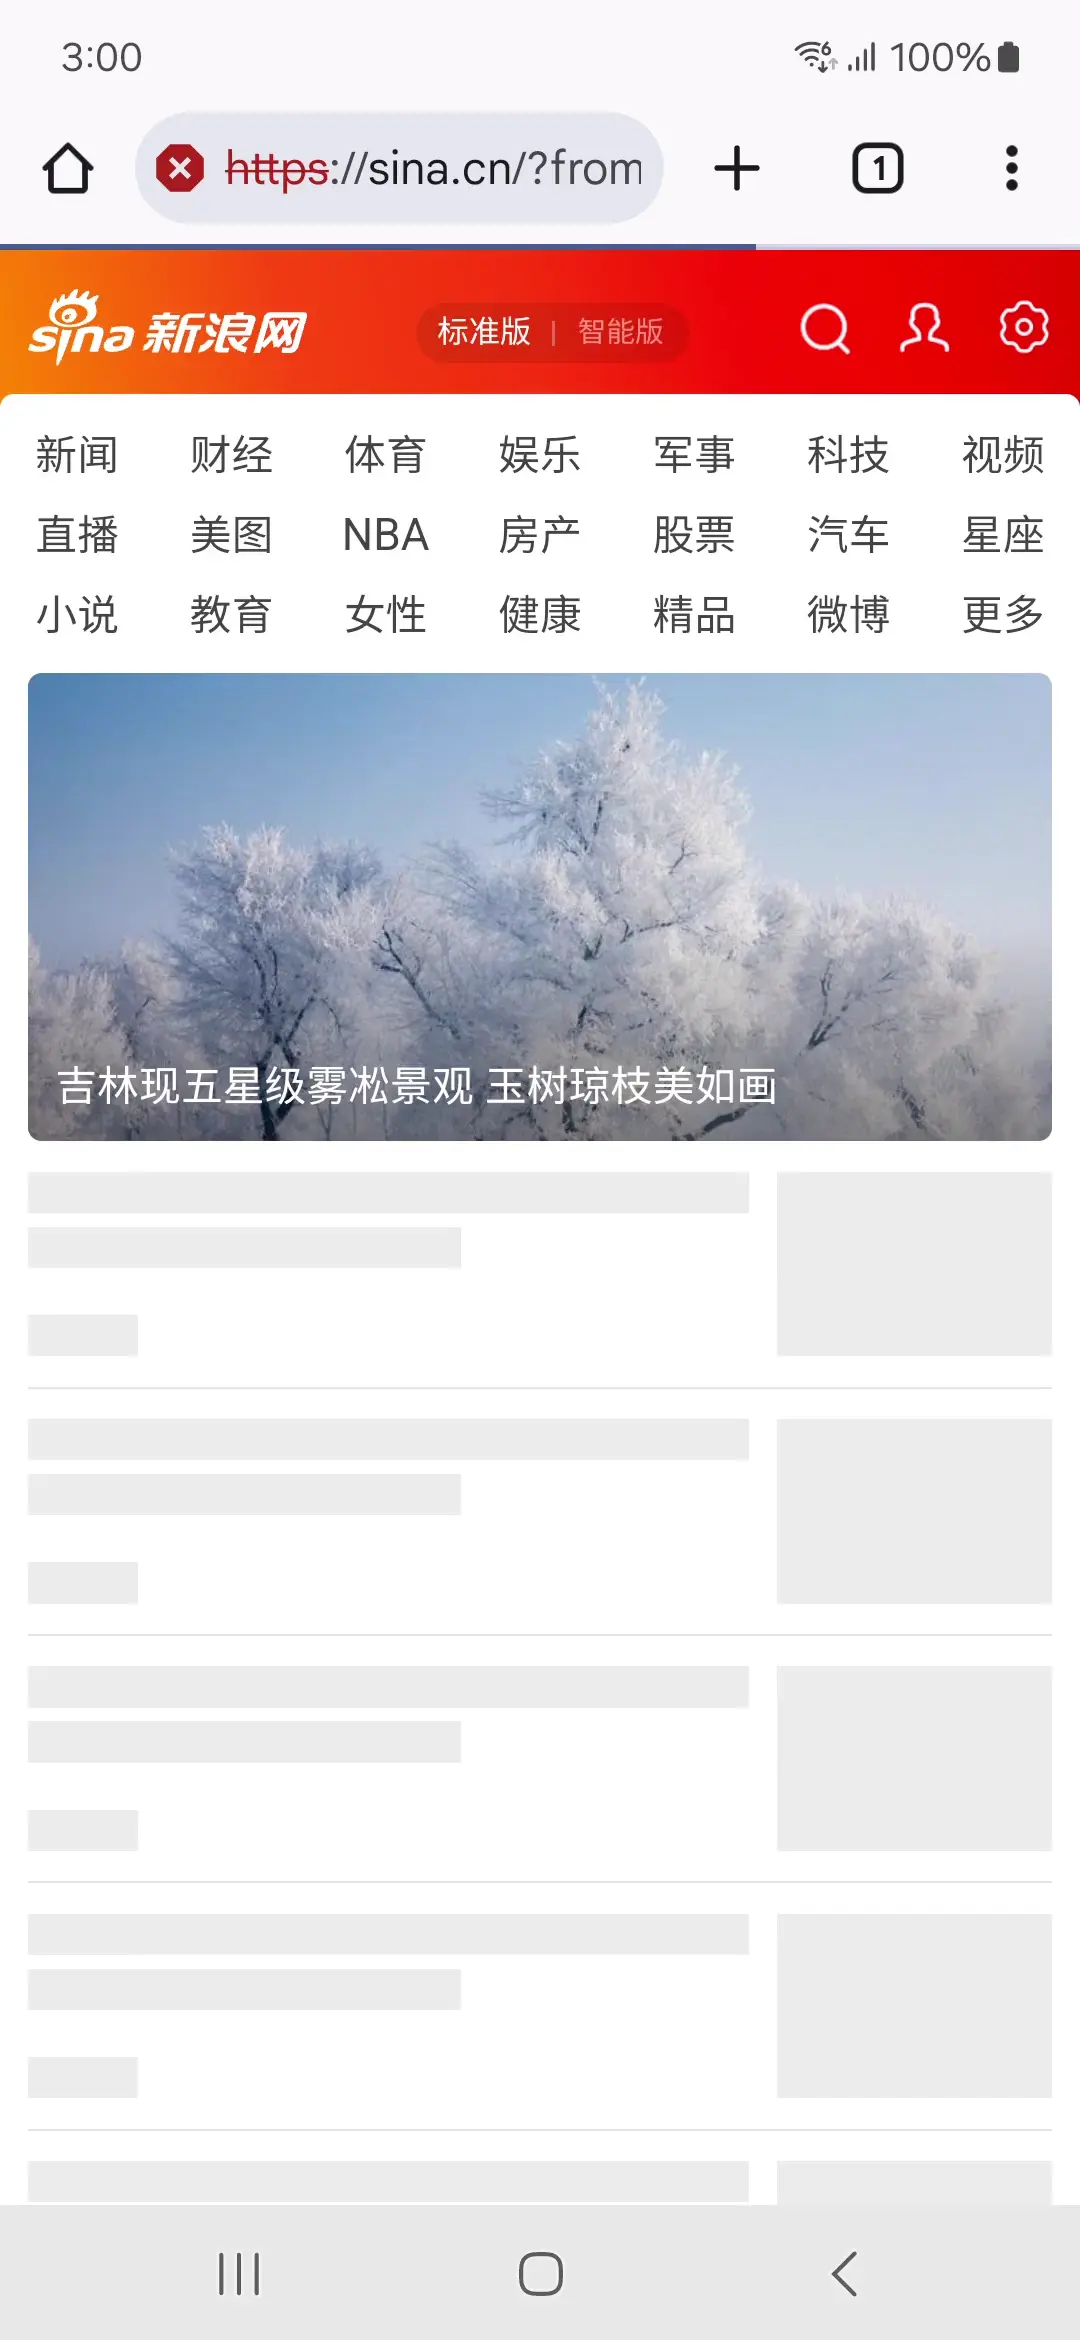 3:00 6 100%
https://sina.cn/?from 1
sina 新浪网 标准版 | 智能版
新闻 财经 体育 娱乐 军事 科技 视频
直播 美图 NBA 房产 股票 汽车 星座
小说 教育 女性 健康 精品 微博 更多
吉林现五星级雾凇景观 玉树琼枝美如画